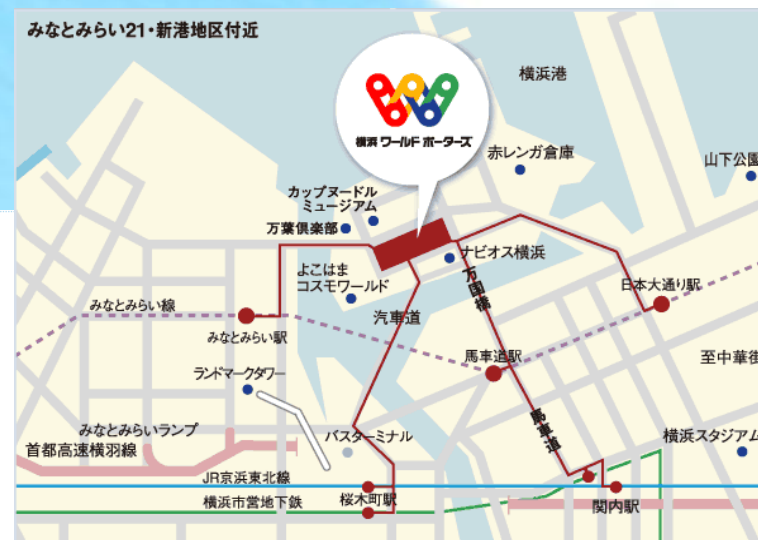 みなとみらい21・新港地区付近
横浜港
横浜 ワールド ポーターズ
赤レンガ倉庫
山下公園
カップヌードル
ミュージアム
万葉倶楽部
ナビオス横浜
よこはま
コスモワールド
万国橋
日本大通り駅
みなとみらい線
汽車道
みなとみらい駅
馬車道駅
至中華街
ランドマークタワー
馬車道
みなとみらいランプ
バスターミナル
横浜スタジアム
首都高速横羽線
JR京浜東北線
桜木町駅
横浜市営地下鉄
関内駅